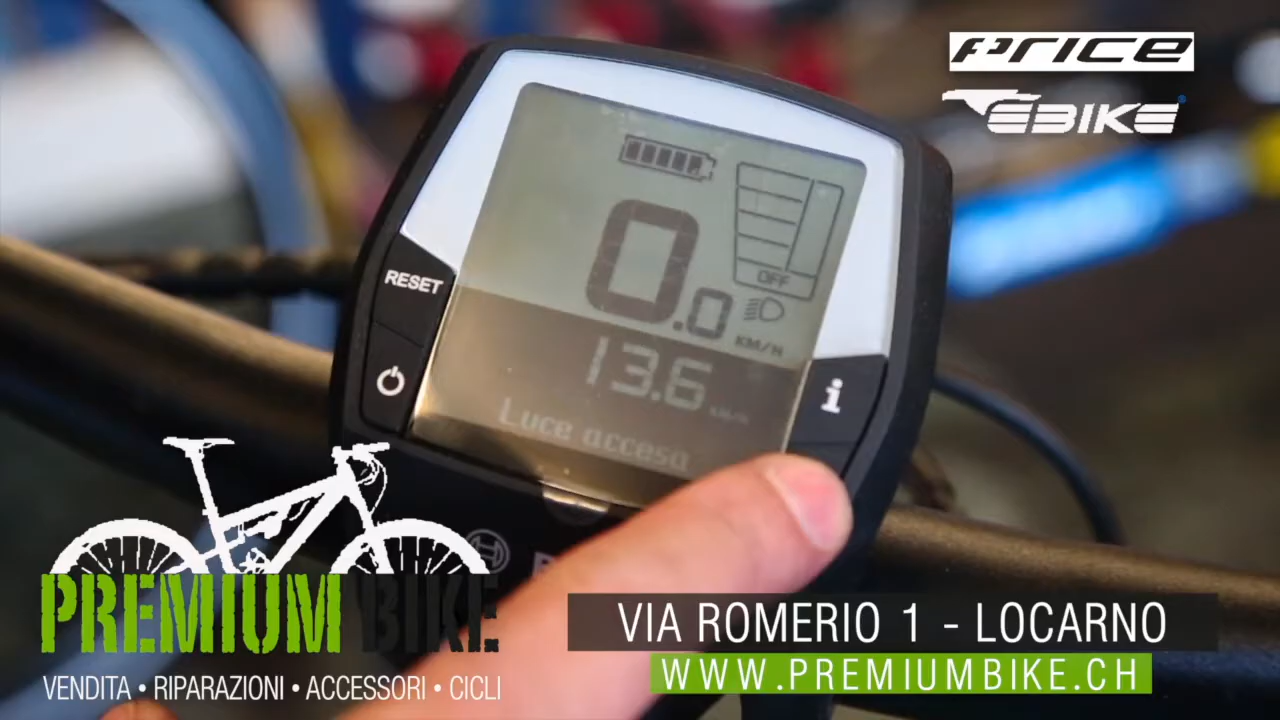 PRICE
EBIKE
OFF
0.0
KM/H
RESET
13.6
i
Luce accesa
PREMIUM BIKE
VENDITA • RIPARAZIONI • ACCESSORI • CICLI
VIA ROMERIO 1 - LOCARNO
WWW.PREMIUMBIKE.CH